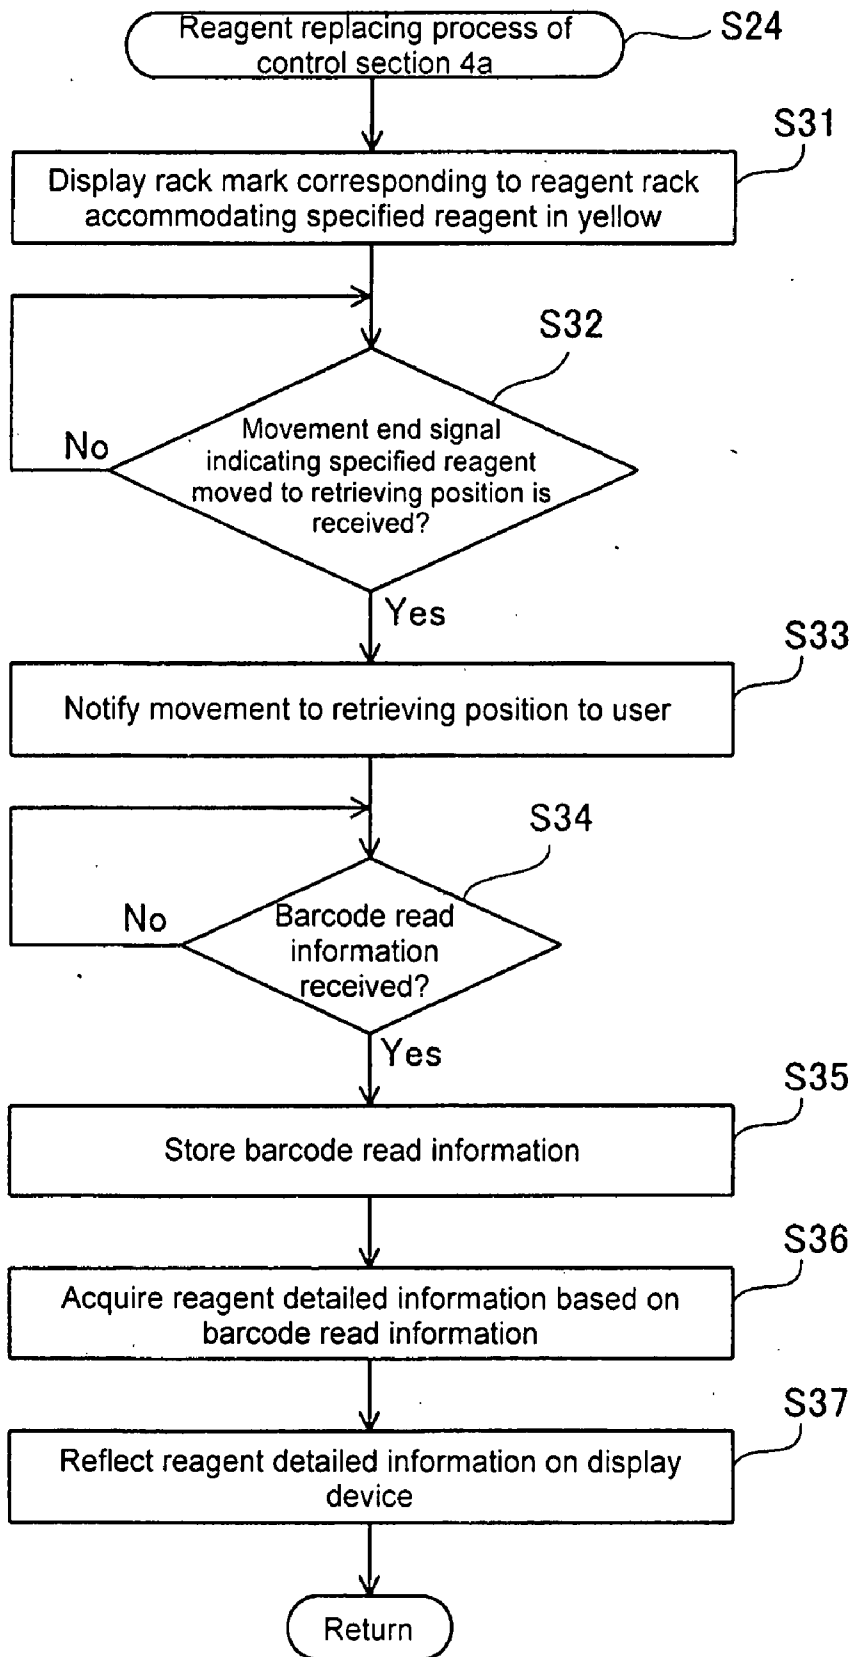 Reagent replacing process of
control section 4a
S24
S31
Display rack mark corresponding to reagent rack
accommodating specified reagent in yellow
S32
Movement end signal
indicating specified reagent
moved to retrieving position is
received?
No
Yes
S33
Notify movement to retrieving position to user
S34
Barcode read
information
received?
No
Yes
S35
Store barcode read information
S36
Acquire reagent detailed information based on
barcode read information
S37
Reflect reagent detailed information on display
device
Return